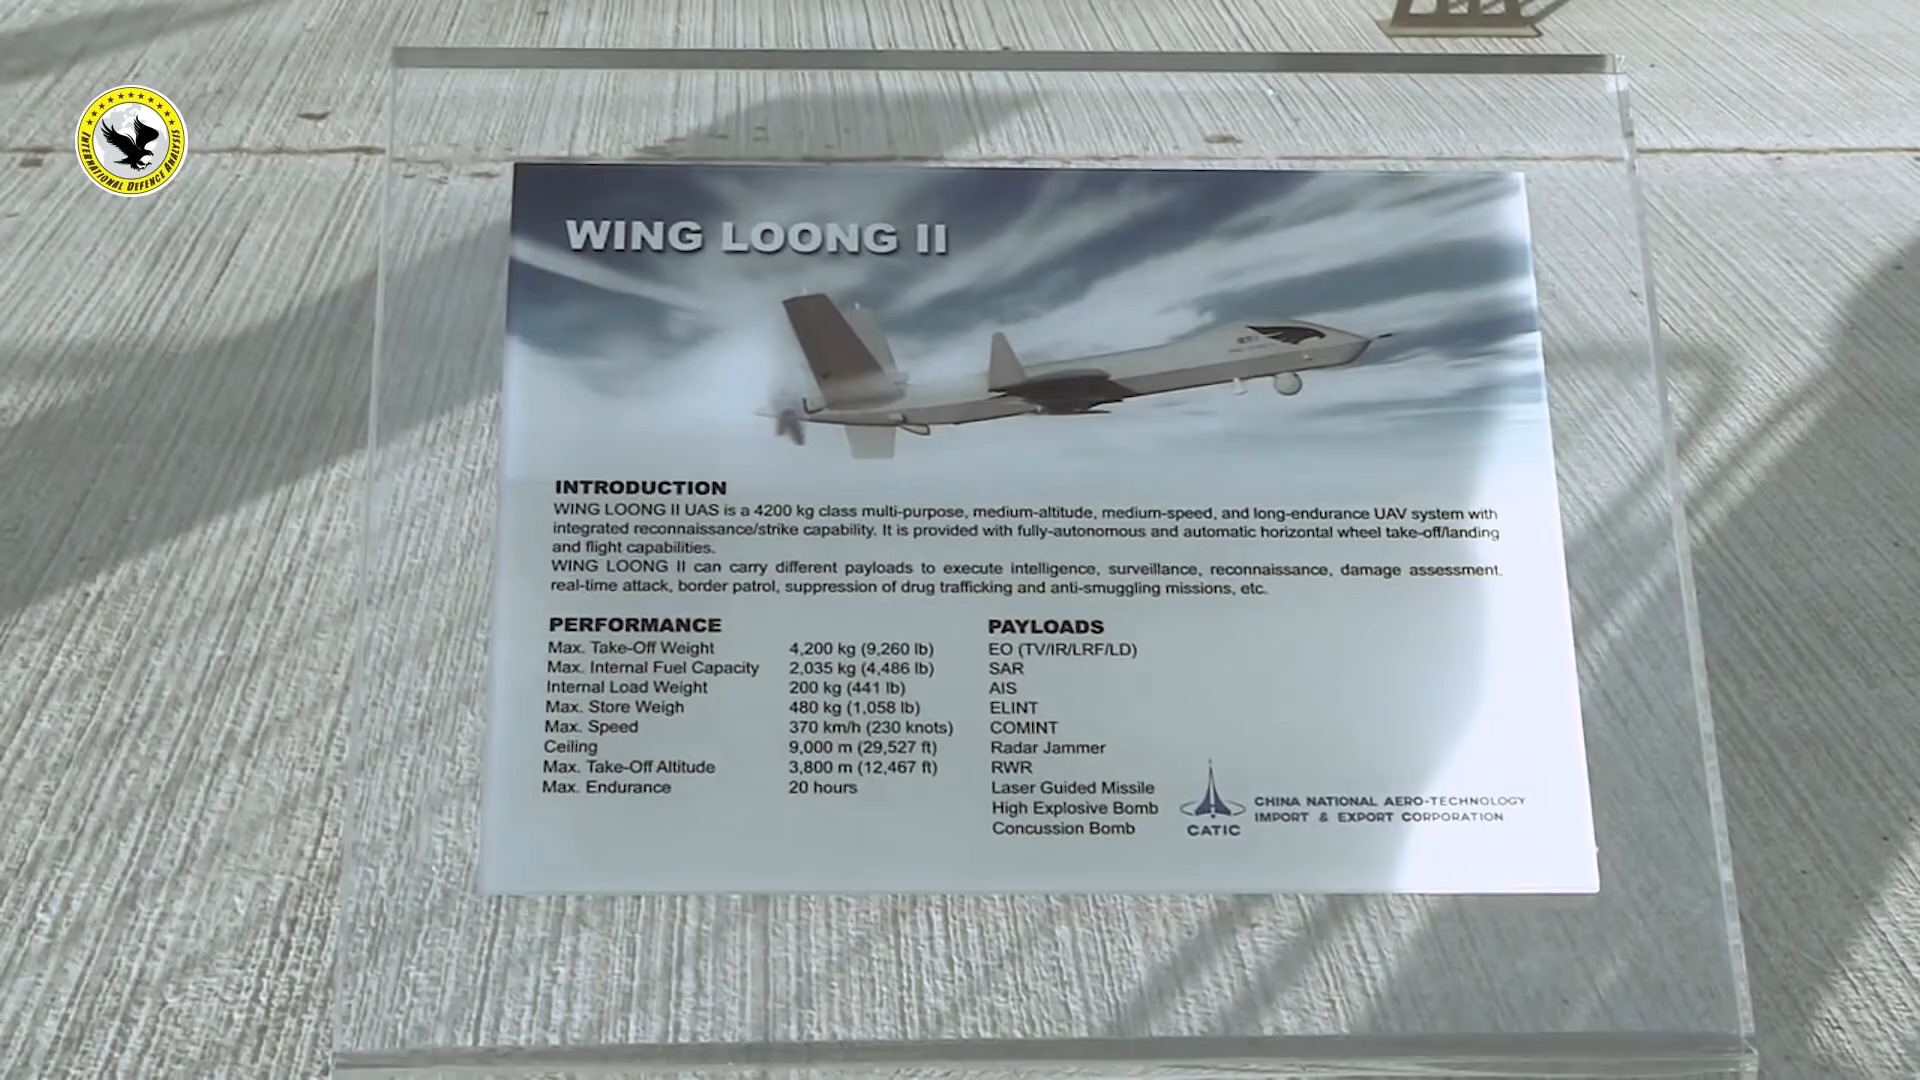 INTERNATIONAL DEFENCE ANALYSIS
WING LOONG II
INTRODUCTION
WING LOONG II UAS is a 4200 kg class multi-purpose, medium-altitude, medium-speed, and long-endurance UAV system with
integrated reconnaissance/strike capability. It is provided with fully-autonomous and automatic horizontal wheel take-off/landing
and flight capabilities.
WING LOONG II can carry different payloads to execute intelligence, surveillance, reconnaissance, damage assessment.
real-time attack, border patrol, suppression of drug trafficking and anti-smuggling missions, etc.
PERFORMANCE
Max. Take-Off Weight 4,200 kg (9,260 lb)
Max. Internal Fuel Capacity 2,035 kg (4,486 lb)
Internal Load Weight 200 kg (441 lb)
Max. Store Weigh 480 kg (1,058 lb)
Max. Speed 370 km/h (230 knots)
Ceiling 9,000 m (29,527 ft)
Max. Take-Off Altitude 3,800 m (12,467 ft)
Max. Endurance 20 hours
PAYLOADS
EO (TV/IR/LRF/LD)
SAR
AIS
ELINT
COMINT
Radar Jammer
RWR
Laser Guided Missile
High Explosive Bomb
Concussion Bomb
CATIC
CHINA NATIONAL AERO-TECHNOLOGY
IMPORT & EXPORT CORPORATION